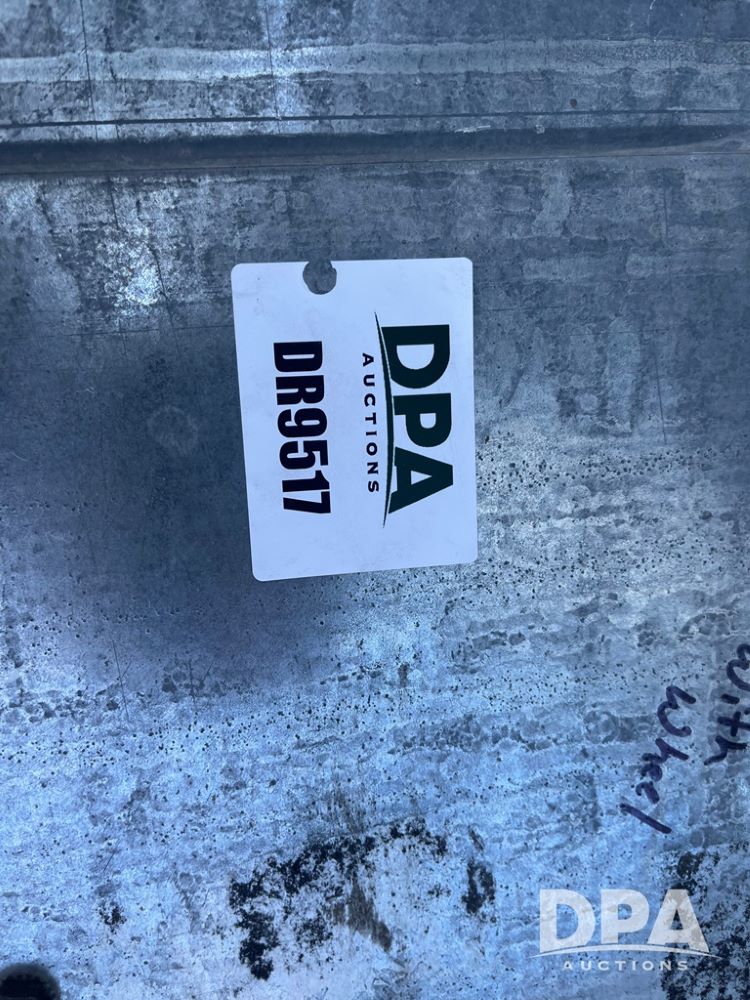 DPA
AUCTIONS
DR9517
with
wheel
DPA
AUCTIONS